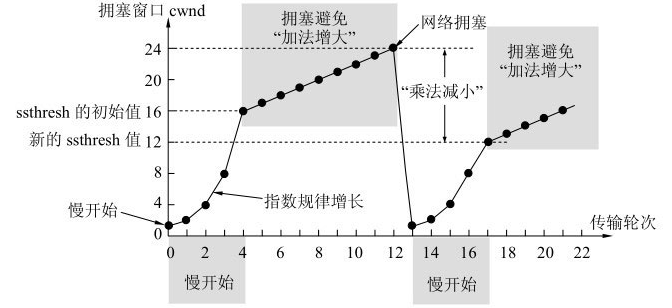 拥塞窗口 cwnd
24
20
ssthresh 的初始值 16
新的 ssthresh 值 12
8
4
0
慢开始
拥塞避免
“加法增大”
网络拥塞
“乘法减小”
拥塞避免
“加法增大”
指数规律增长
0 2 4 6 8 10 12 14 16 18 20 22
传输轮次
慢开始
慢开始